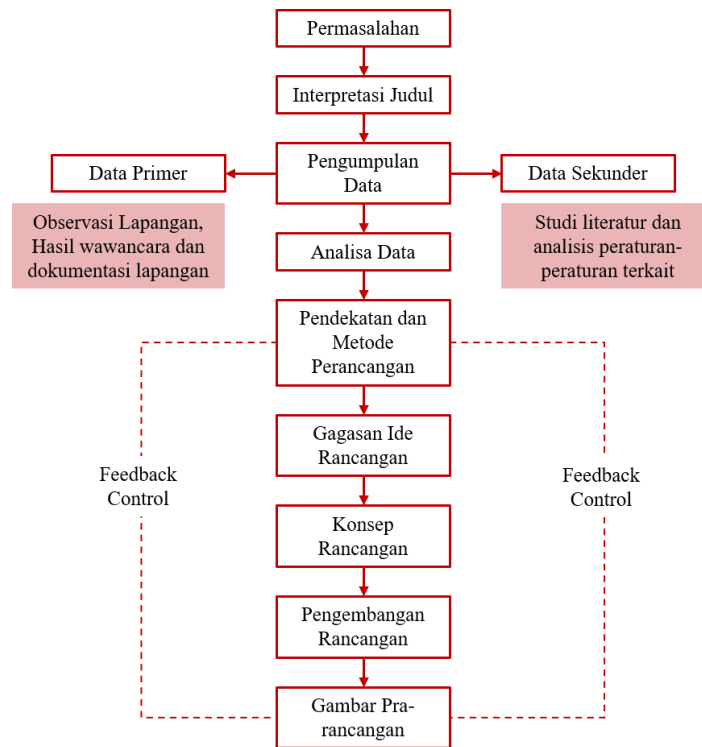 Permasalahan
Interpretasi Judul
Pengumpulan
Data
Data Primer
Data Sekunder
Observasi Lapangan,
Hasil wawancara dan
dokumentasi lapangan
Studi literatur dan
analisis peraturan-
peraturan terkait
Analisa Data
Pendekatan dan
Metode
Perancangan
Gagasan Ide
Rancangan
Feedback
Control
Feedback
Control
Konsep
Rancangan
Pengembangan
Rancangan
Gambar Pra-
rancangan